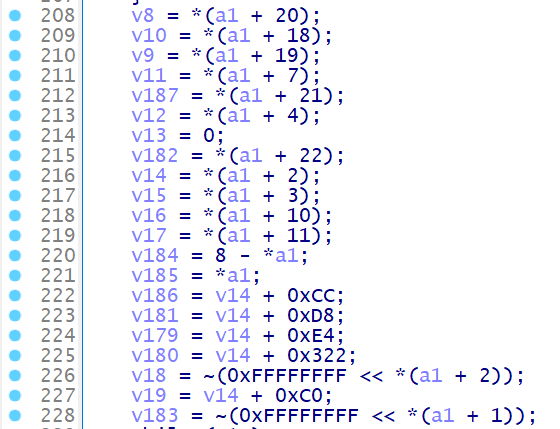 208 v8 = *(a1 + 20);
209 v10 = *(a1 + 18);
210 v9 = *(a1 + 19);
211 v11 = *(a1 + 7);
212 v187 = *(a1 + 21);
213 v12 = *(a1 + 4);
214 v13 = 0;
215 v182 = *(a1 + 22);
216 v14 = *(a1 + 2);
217 v15 = *(a1 + 3);
218 v16 = *(a1 + 10);
219 v17 = *(a1 + 11);
220 v184 = 8 - *a1;
221 v185 = *a1;
222 v186 = v14 + 0xCC;
223 v181 = v14 + 0xD8;
224 v179 = v14 + 0xE4;
225 v180 = v14 + 0x322;
226 v18 = ~(0xFFFFFFFF << *(a1 + 2));
227 v19 = v14 + 0xC0;
228 v183 = ~(0xFFFFFFFF << *(a1 + 1));